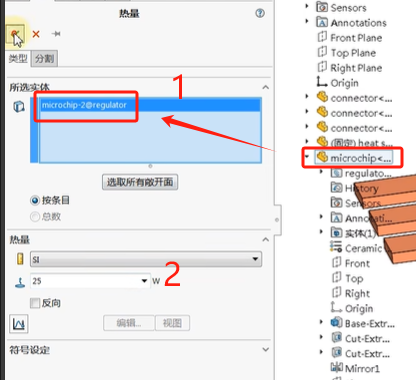 热量
类型
分割
所选实体
1
microchip-2@regulator
选取所有敞开面
按条目
总数
热量
SI
2
25
W
反向
编辑...
视图
符号设定
Sensors
Annotations
Front Plane
Top Plane
Right Plane
Origin
connector<...
connector<...
connector<...
(固定) heat s...
microchip<...
regulato...
History
Sensors
Annotati...
实体(1)
Ceramic
Front
Top
Right
Origin
Base-Extr...
Cut-Extr...
Cut-Extr...
Mirror1